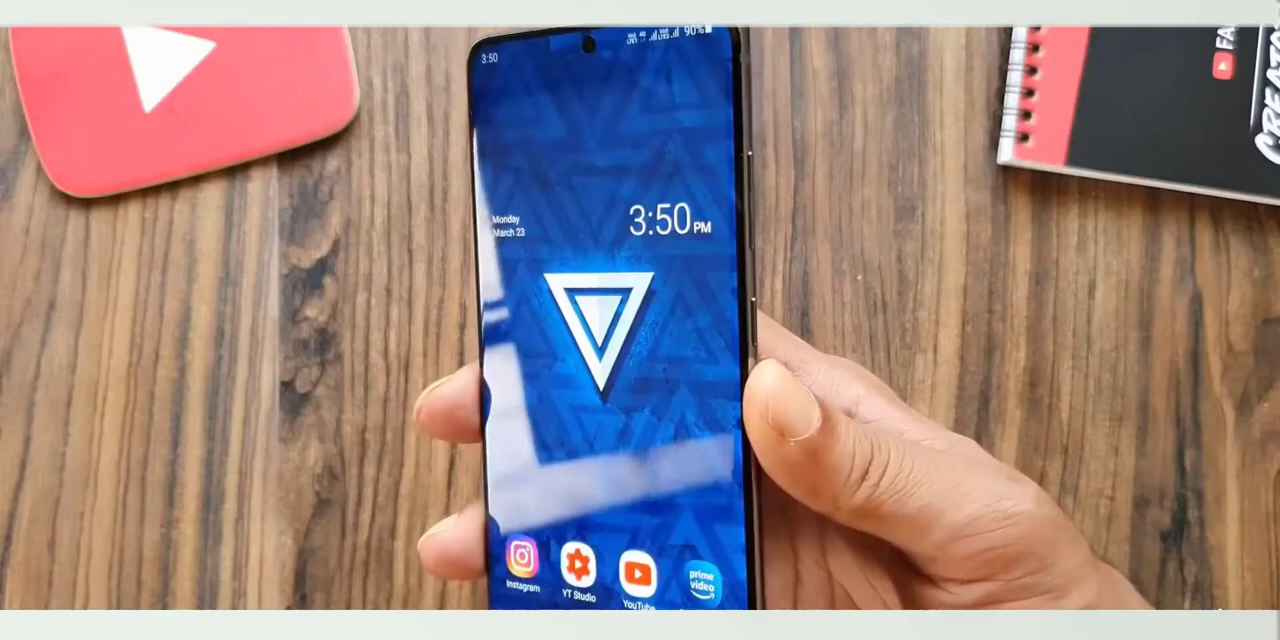 3:50
90%
Monday
March 23
3:50 PM
Instagram
YT Studio
YouTube
prime
video